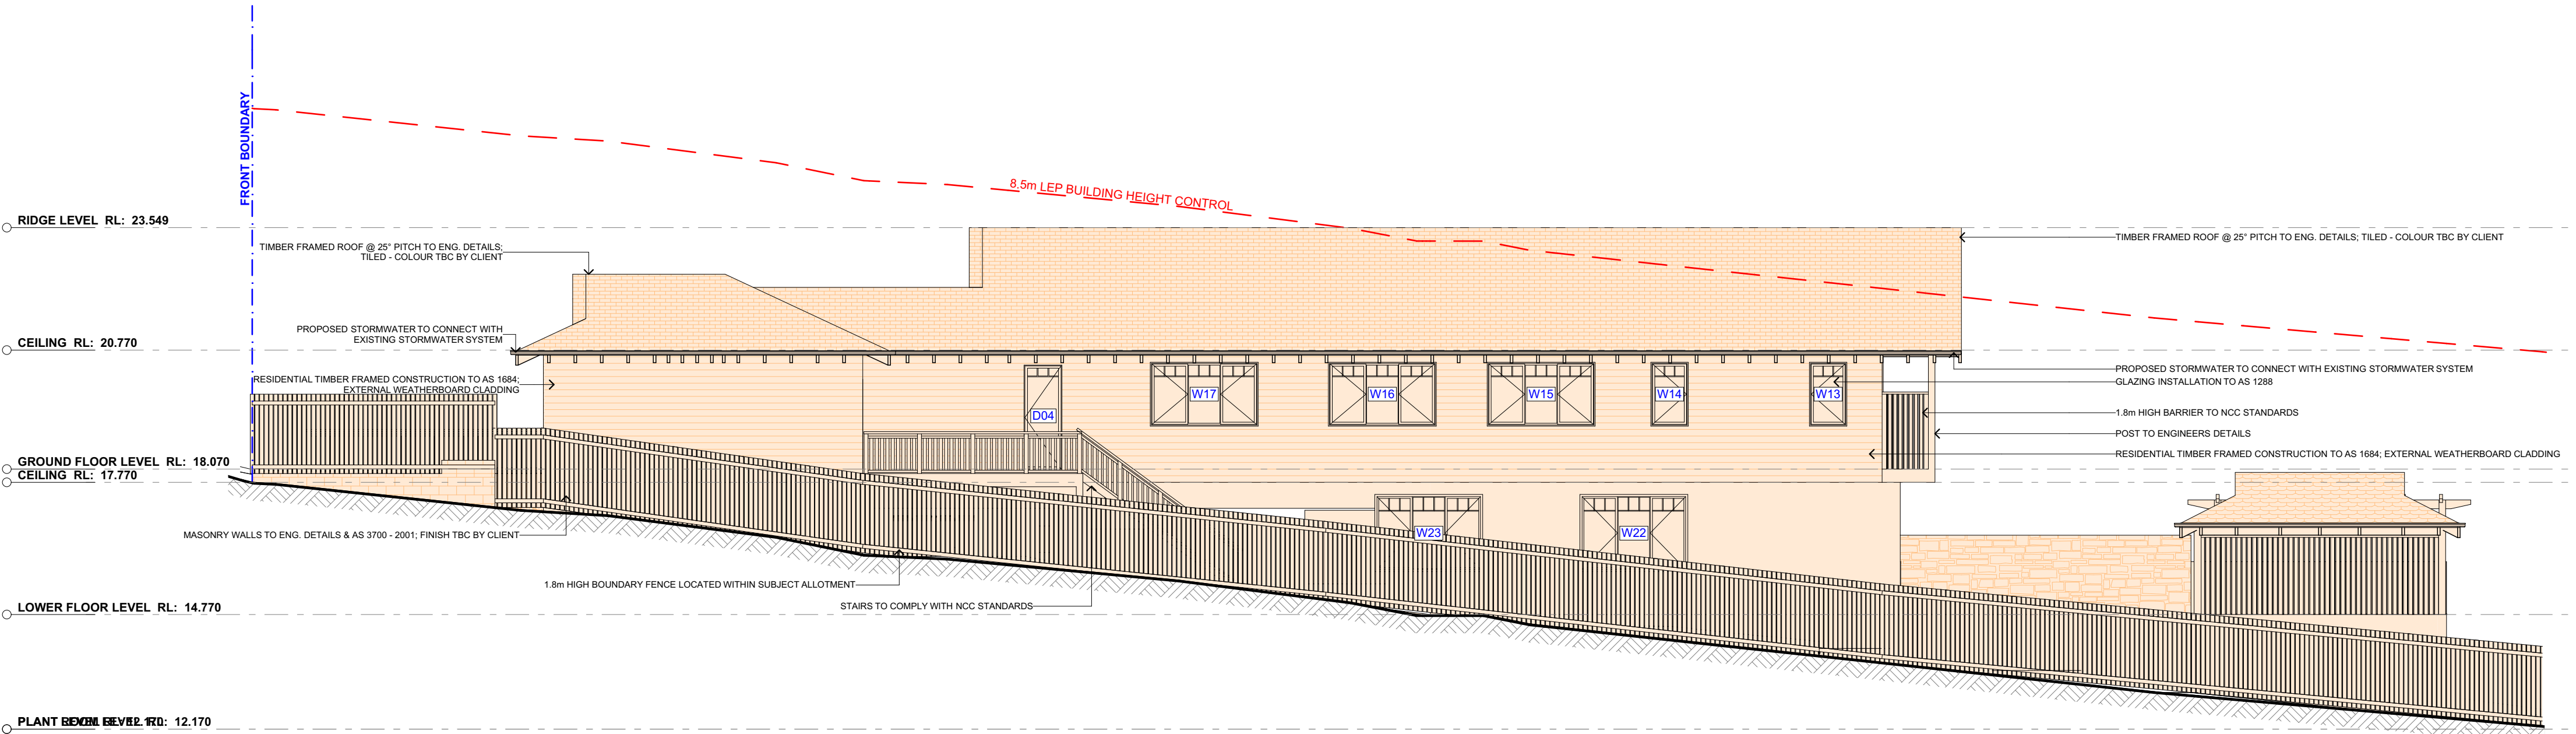 FRONT BOUNDARY
8.5m LEP BUILDING HEIGHT CONTROL
RIDGE LEVEL RL: 23.549
TIMBER FRAMED ROOF @ 25° PITCH TO ENG. DETAILS;
TILED - COLOUR TBC BY CLIENT
TIMBER FRAMED ROOF @ 25° PITCH TO ENG. DETAILS; TILED - COLOUR TBC BY CLIENT
PROPOSED STORMWATER TO CONNECT WITH
EXISTING STORMWATER SYSTEM
CEILING RL: 20.770
PROPOSED STORMWATER TO CONNECT WITH EXISTING STORMWATER SYSTEM
RESIDENTIAL TIMBER FRAMED CONSTRUCTION TO AS 1684;
EXTERNAL WEATHERBOARD CLADDING
GLAZING INSTALLATION TO AS 1288
W17
W16
W15
W14
W13
D04
1.8m HIGH BARRIER TO NCC STANDARDS
POST TO ENGINEERS DETAILS
RESIDENTIAL TIMBER FRAMED CONSTRUCTION TO AS 1684; EXTERNAL WEATHERBOARD CLADDING
GROUND FLOOR LEVEL RL: 18.070
CEILING RL: 17.770
MASONRY WALLS TO ENG. DETAILS & AS 3700 - 2001; FINISH TBC BY CLIENT
W23
W22
1.8m HIGH BOUNDARY FENCE LOCATED WITHIN SUBJECT ALLOTMENT
STAIRS TO COMPLY WITH NCC STANDARDS
LOWER FLOOR LEVEL RL: 14.770
PLANT ROOM LEVEL RL: 12.170